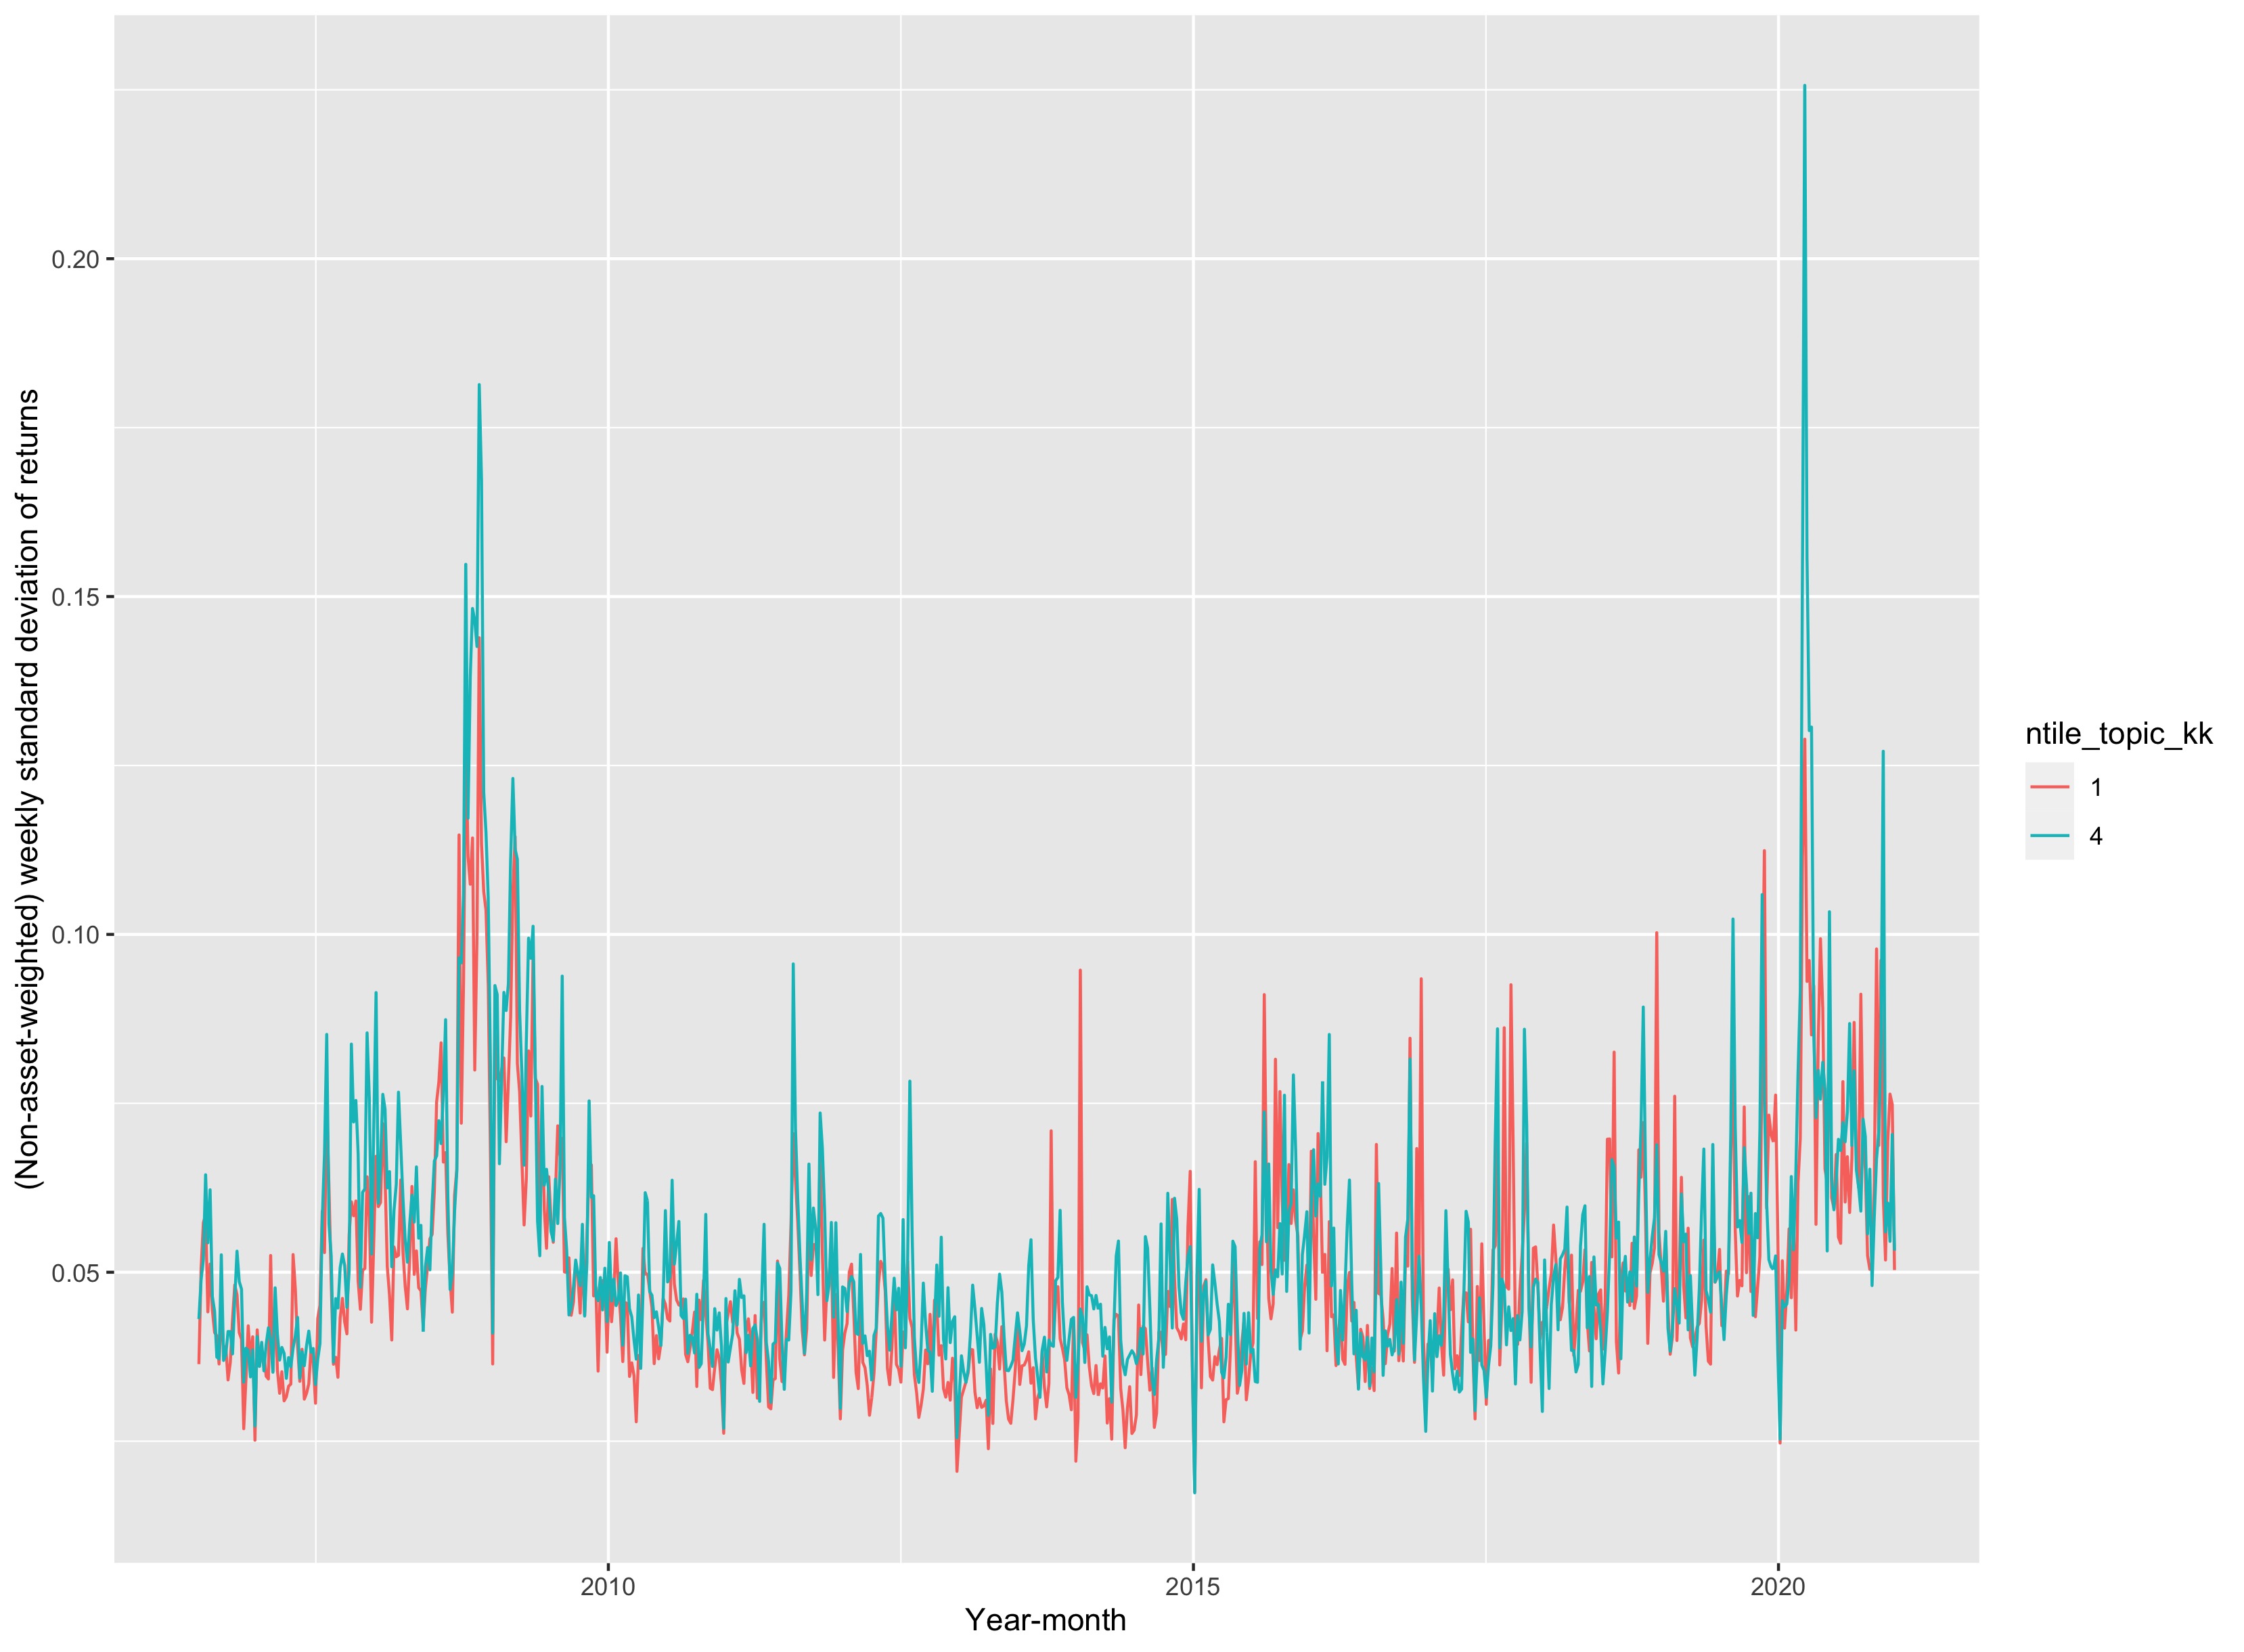 (Non-asset-weighted) weekly standard deviation of returns
0.20
0.15
0.10
0.05
2010 2015 2020
Year-month
ntile_topic_kk
1
4